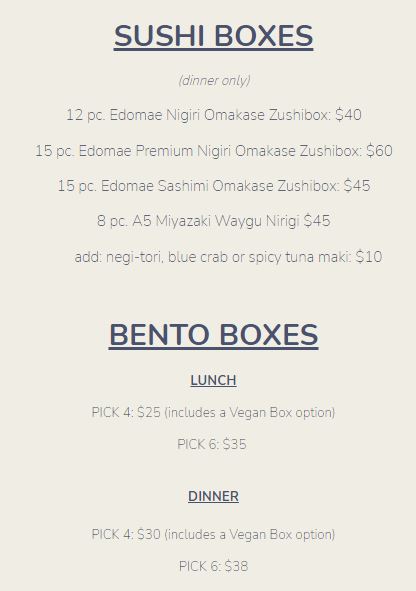 SUSHI BOXES
(dinner only)
12 pc. Edomae Nigiri Omakase Zushibox: $40
15 pc. Edomae Premium Nigiri Omakase Zushibox: $60
15 pc. Edomae Sashimi Omakase Zushibox: $45
8 pc. A5 Miyazaki Waygu Nirigi $45
add: negi-tori, blue crab or spicy tuna maki: $10
BENTO BOXES
LUNCH
PICK 4: $25 (includes a Vegan Box option)
PICK 6: $35
DINNER
PICK 4: $30 (includes a Vegan Box option)
PICK 6: $38